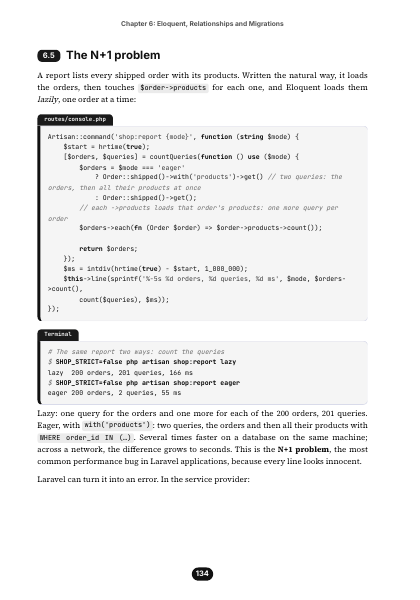 Chapter 6: Eloquent, Relationships and Migrations
6.5 The N+1 problem
A report lists every shipped order with its products. Written the natural way, it loads
the orders, then touches $order->products for each one, and Eloquent loads them
lazily, one order at a time:
routes/console.php
Artisan::command('shop:report {mode}', function (string $mode) {
$start = hrtime(true);
[$orders, $queries] = countQueries(function () use ($mode) {
$orders = $mode === 'eager'
? Order::shipped()->with('products')->get() // two queries: the
orders, then all their products at once
: Order::shipped()->get();
// each ->products loads that order's products: one more query per
order
$orders->each(fn (Order $order) => $order->products->count());
return $orders;
});
$ms = intdiv(hrtime(true) - $start, 1_000_000);
$this->line(sprintf('%-5s %d orders, %d queries, %d ms', $mode, $orders-
>count(),
count($queries), $ms));
});
Terminal
# The same report two ways: count the queries
$ SHOP_STRICT=false php artisan shop:report lazy
lazy 200 orders, 201 queries, 166 ms
$ SHOP_STRICT=false php artisan shop:report eager
eager 200 orders, 2 queries, 55 ms
Lazy: one query for the orders and one more for each of the 200 orders, 201 queries.
Eager, with with('products'): two queries, the orders and then all their products with
WHERE order_id IN (…). Several times faster on a database on the same machine;
across a network, the difference grows to seconds. This is the N+1 problem, the most
common performance bug in Laravel applications, because every line looks innocent.
Laravel can turn it into an error. In the service provider:
134